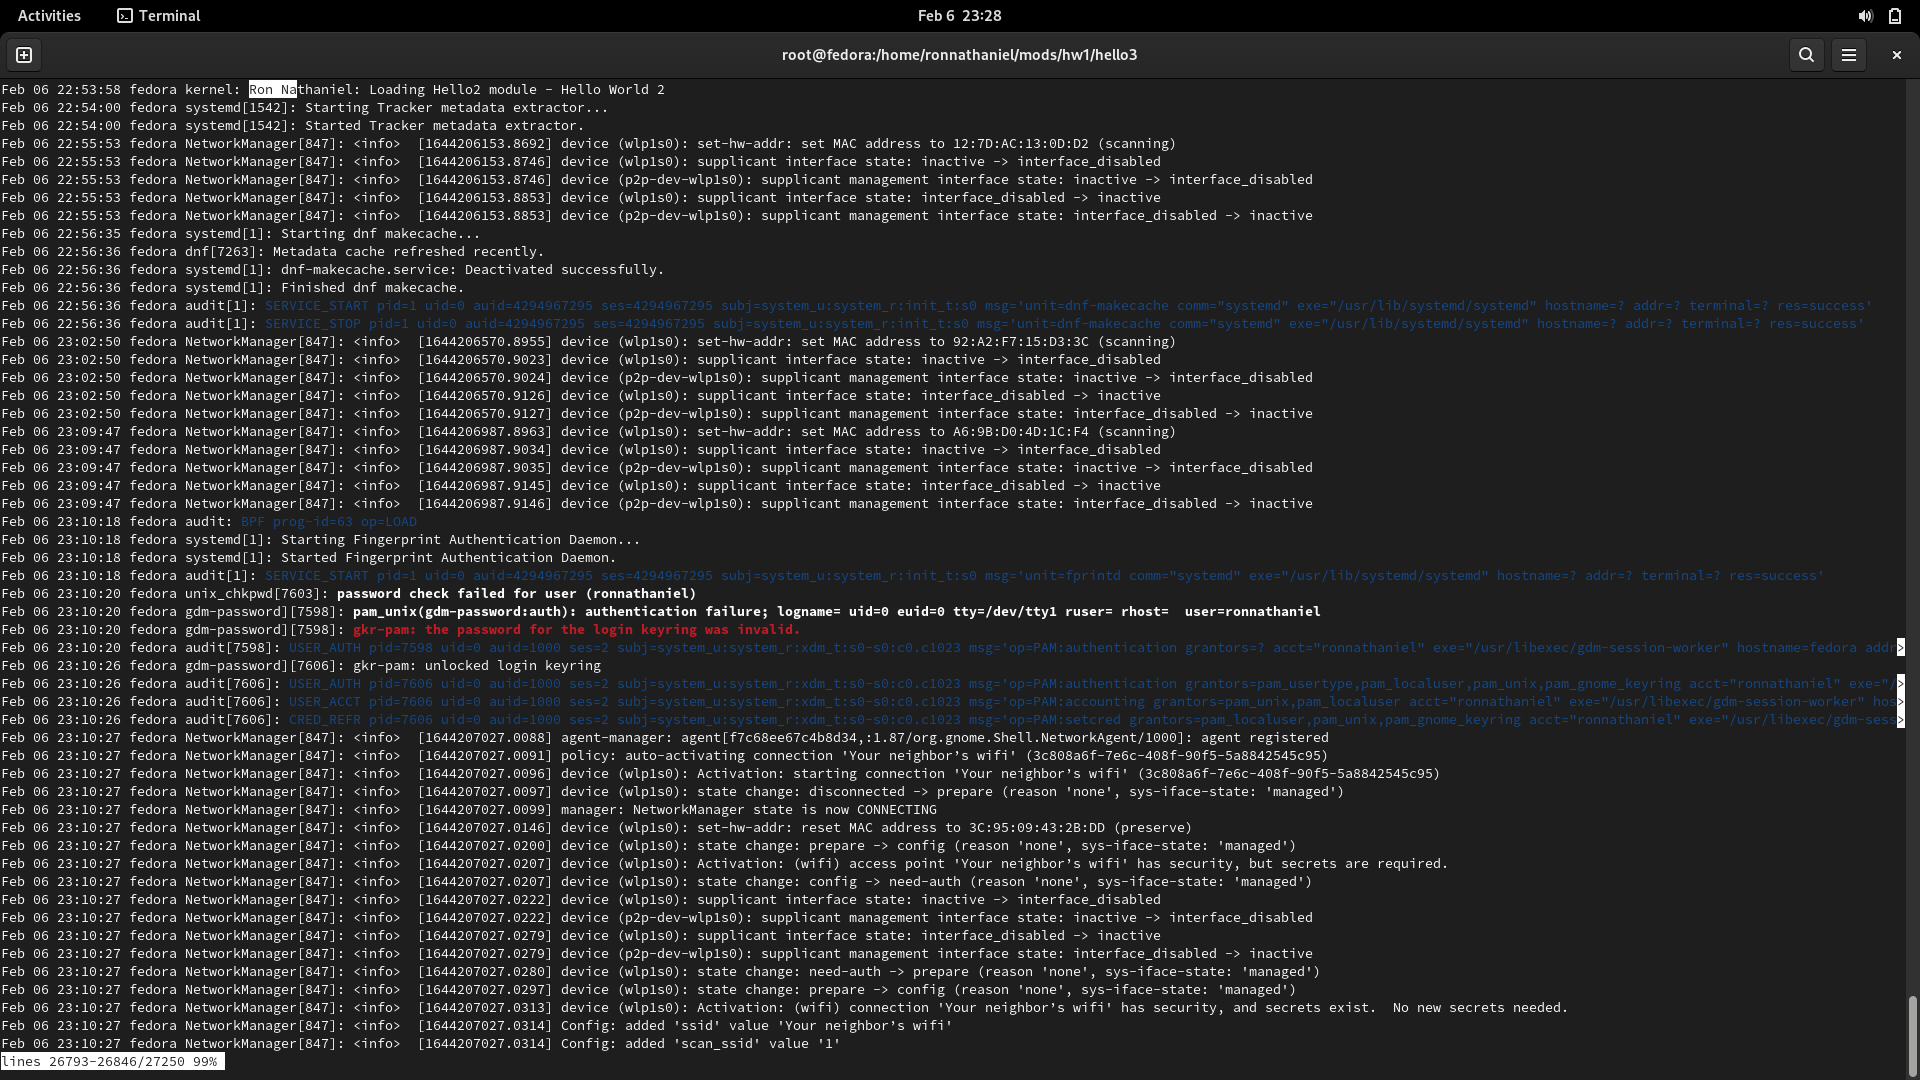 Activities
Terminal
Feb 6 23:28
root@fedora:/home/ronnathaniel/mods/hw1/hello3
Feb 06 22:53:58 fedora kernel: Ron Nathaniel: Loading Hello2 module - Hello World 2
Feb 06 22:54:00 fedora systemd[1542]: Starting Tracker metadata extractor...
Feb 06 22:54:00 fedora systemd[1542]: Started Tracker metadata extractor.
Feb 06 22:55:53 fedora NetworkManager[847]: <info>  [1644206153.8692] device (wlp1s0): set-hw-addr: set MAC address to 12:7D:AC:13:0D:D2 (scanning)
Feb 06 22:55:53 fedora NetworkManager[847]: <info>  [1644206153.8746] device (wlp1s0): supplicant interface state: inactive -> interface_disabled
Feb 06 22:55:53 fedora NetworkManager[847]: <info>  [1644206153.8746] device (p2p-dev-wlp1s0): supplicant management interface state: inactive -> interface_disabled
Feb 06 22:55:53 fedora NetworkManager[847]: <info>  [1644206153.8853] device (wlp1s0): supplicant interface state: interface_disabled -> inactive
Feb 06 22:55:53 fedora NetworkManager[847]: <info>  [1644206153.8853] device (p2p-dev-wlp1s0): supplicant management interface state: interface_disabled -> inactive
Feb 06 22:56:35 fedora systemd[1]: Starting dnf makecache...
Feb 06 22:56:36 fedora dnf[7263]: Metadata cache refreshed recently.
Feb 06 22:56:36 fedora systemd[1]: dnf-makecache.service: Deactivated successfully.
Feb 06 22:56:36 fedora systemd[1]: Finished dnf makecache.
Feb 06 22:56:36 fedora audit[1]: SERVICE_START pid=1 uid=0 auid=4294967295 ses=4294967295 subj=system_u:system_r:init_t:s0 msg='unit=dnf-makecache comm="systemd" exe="/usr/lib/systemd/systemd" hostname=? addr=? terminal=? res=success'
Feb 06 22:56:36 fedora audit[1]: SERVICE_STOP pid=1 uid=0 auid=4294967295 ses=4294967295 subj=system_u:system_r:init_t:s0 msg='unit=dnf-makecache comm="systemd" exe="/usr/lib/systemd/systemd" hostname=? addr=? terminal=? res=success'
Feb 06 23:02:50 fedora NetworkManager[847]: <info>  [1644206570.8955] device (wlp1s0): set-hw-addr: set MAC address to 92:A2:F7:15:D3:3C (scanning)
Feb 06 23:02:50 fedora NetworkManager[847]: <info>  [1644206570.9023] device (wlp1s0): supplicant interface state: inactive -> interface_disabled
Feb 06 23:02:50 fedora NetworkManager[847]: <info>  [1644206570.9024] device (p2p-dev-wlp1s0): supplicant management interface state: inactive -> interface_disabled
Feb 06 23:02:50 fedora NetworkManager[847]: <info>  [1644206570.9126] device (wlp1s0): supplicant interface state: interface_disabled -> inactive
Feb 06 23:02:50 fedora NetworkManager[847]: <info>  [1644206570.9127] device (p2p-dev-wlp1s0): supplicant management interface state: interface_disabled -> inactive
Feb 06 23:09:47 fedora NetworkManager[847]: <info>  [1644206987.8963] device (wlp1s0): set-hw-addr: set MAC address to A6:9B:D0:4D:1C:F4 (scanning)
Feb 06 23:09:47 fedora NetworkManager[847]: <info>  [1644206987.9034] device (wlp1s0): supplicant interface state: inactive -> interface_disabled
Feb 06 23:09:47 fedora NetworkManager[847]: <info>  [1644206987.9035] device (p2p-dev-wlp1s0): supplicant management interface state: inactive -> interface_disabled
Feb 06 23:09:47 fedora NetworkManager[847]: <info>  [1644206987.9145] device (wlp1s0): supplicant interface state: interface_disabled -> inactive
Feb 06 23:09:47 fedora NetworkManager[847]: <info>  [1644206987.9146] device (p2p-dev-wlp1s0): supplicant management interface state: interface_disabled -> inactive
Feb 06 23:10:18 fedora audit: BPF prog-id=63 op=LOAD
Feb 06 23:10:18 fedora systemd[1]: Starting Fingerprint Authentication Daemon...
Feb 06 23:10:18 fedora systemd[1]: Started Fingerprint Authentication Daemon.
Feb 06 23:10:18 fedora audit[1]: SERVICE_START pid=1 uid=0 auid=4294967295 ses=4294967295 subj=system_u:system_r:init_t:s0 msg='unit=fprintd comm="systemd" exe="/usr/lib/systemd/systemd" hostname=? addr=? terminal=? res=success'
Feb 06 23:10:20 fedora unix_chkpwd[7603]: password check failed for user (ronnathaniel)
Feb 06 23:10:20 fedora gdm-password][7598]: pam_unix(gdm-password:auth): authentication failure; logname= uid=0 euid=0 tty=/dev/tty1 ruser= rhost=  user=ronnathaniel
Feb 06 23:10:20 fedora gdm-password][7598]: gkr-pam: the password for the login keyring was invalid.
Feb 06 23:10:20 fedora audit[7598]: USER_AUTH pid=7598 uid=0 auid=1000 ses=2 subj=system_u:system_r:xdm_t:s0-s0:c0.c1023 msg='op=PAM:authentication grantors=? acct="ronnathaniel" exe="/usr/libexec/gdm-session-worker" hostname=fedora addr>
Feb 06 23:10:26 fedora gdm-password][7606]: gkr-pam: unlocked login keyring
Feb 06 23:10:26 fedora audit[7606]: USER_AUTH pid=7606 uid=0 auid=1000 ses=2 subj=system_u:system_r:xdm_t:s0-s0:c0.c1023 msg='op=PAM:authentication grantors=pam_usertype,pam_localuser,pam_unix,pam_gnome_keyring acct="ronnathaniel" exe="/>
Feb 06 23:10:26 fedora audit[7606]: USER_ACCT pid=7606 uid=0 auid=1000 ses=2 subj=system_u:system_r:xdm_t:s0-s0:c0.c1023 msg='op=PAM:accounting grantors=pam_unix,pam_localuser acct="ronnathaniel" exe="/usr/libexec/gdm-session-worker" hos>
Feb 06 23:10:26 fedora audit[7606]: CRED_REFR pid=7606 uid=0 auid=1000 ses=2 subj=system_u:system_r:xdm_t:s0-s0:c0.c1023 msg='op=PAM:setcred grantors=pam_localuser,pam_unix,pam_gnome_keyring acct="ronnathaniel" exe="/usr/libexec/gdm-sess>
Feb 06 23:10:27 fedora NetworkManager[847]: <info>  [1644207027.0088] agent-manager: agent[f7c68ee67c4b8d34,:1.87/org.gnome.Shell.NetworkAgent/1000]: agent registered
Feb 06 23:10:27 fedora NetworkManager[847]: <info>  [1644207027.0091] policy: auto-activating connection 'Your neighbor’s wifi' (3c808a6f-7e6c-408f-90f5-5a8842545c95)
Feb 06 23:10:27 fedora NetworkManager[847]: <info>  [1644207027.0096] device (wlp1s0): Activation: starting connection 'Your neighbor’s wifi' (3c808a6f-7e6c-408f-90f5-5a8842545c95)
Feb 06 23:10:27 fedora NetworkManager[847]: <info>  [1644207027.0097] device (wlp1s0): state change: disconnected -> prepare (reason 'none', sys-iface-state: 'managed')
Feb 06 23:10:27 fedora NetworkManager[847]: <info>  [1644207027.0099] manager: NetworkManager state is now CONNECTING
Feb 06 23:10:27 fedora NetworkManager[847]: <info>  [1644207027.0146] device (wlp1s0): set-hw-addr: reset MAC address to 3C:95:09:43:2B:DD (preserve)
Feb 06 23:10:27 fedora NetworkManager[847]: <info>  [1644207027.0200] device (wlp1s0): state change: prepare -> config (reason 'none', sys-iface-state: 'managed')
Feb 06 23:10:27 fedora NetworkManager[847]: <info>  [1644207027.0207] device (wlp1s0): Activation: (wifi) access point 'Your neighbor’s wifi' has security, but secrets are required.
Feb 06 23:10:27 fedora NetworkManager[847]: <info>  [1644207027.0207] device (wlp1s0): state change: config -> need-auth (reason 'none', sys-iface-state: 'managed')
Feb 06 23:10:27 fedora NetworkManager[847]: <info>  [1644207027.0222] device (wlp1s0): supplicant interface state: inactive -> interface_disabled
Feb 06 23:10:27 fedora NetworkManager[847]: <info>  [1644207027.0222] device (p2p-dev-wlp1s0): supplicant management interface state: inactive -> interface_disabled
Feb 06 23:10:27 fedora NetworkManager[847]: <info>  [1644207027.0279] device (wlp1s0): supplicant interface state: interface_disabled -> inactive
Feb 06 23:10:27 fedora NetworkManager[847]: <info>  [1644207027.0279] device (p2p-dev-wlp1s0): supplicant management interface state: interface_disabled -> inactive
Feb 06 23:10:27 fedora NetworkManager[847]: <info>  [1644207027.0280] device (wlp1s0): state change: need-auth -> prepare (reason 'none', sys-iface-state: 'managed')
Feb 06 23:10:27 fedora NetworkManager[847]: <info>  [1644207027.0297] device (wlp1s0): state change: prepare -> config (reason 'none', sys-iface-state: 'managed')
Feb 06 23:10:27 fedora NetworkManager[847]: <info>  [1644207027.0313] device (wlp1s0): Activation: (wifi) connection 'Your neighbor’s wifi' has security, and secrets exist.  No new secrets needed.
Feb 06 23:10:27 fedora NetworkManager[847]: <info>  [1644207027.0314] Config: added 'ssid' value 'Your neighbor’s wifi'
Feb 06 23:10:27 fedora NetworkManager[847]: <info>  [1644207027.0314] Config: added 'scan_ssid' value '1'
lines 26793-26846/27250 99%